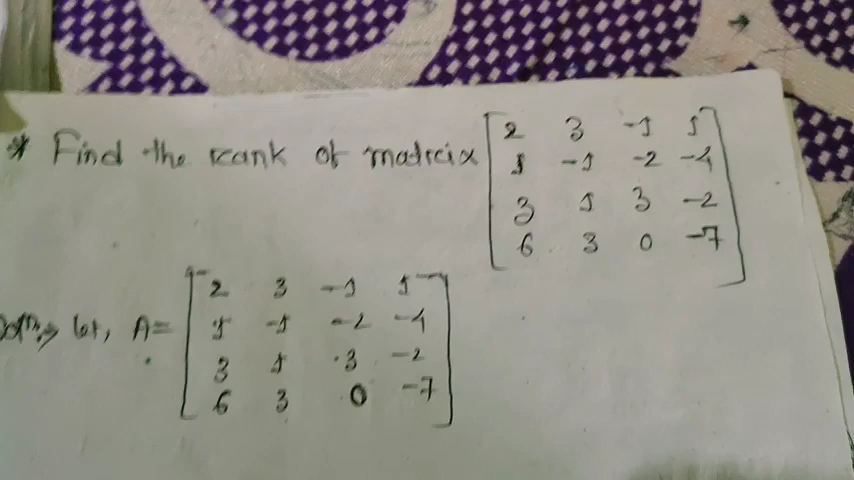 * Find the rank of matrix
2 3 -1 1
1 -1 -2 -4
3 1 3 -2
6 3 0 -7
Soln.⇒ let, A=
2 3 -1 1
1 -1 -2 -4
3 1 3 -2
6 3 0 -7